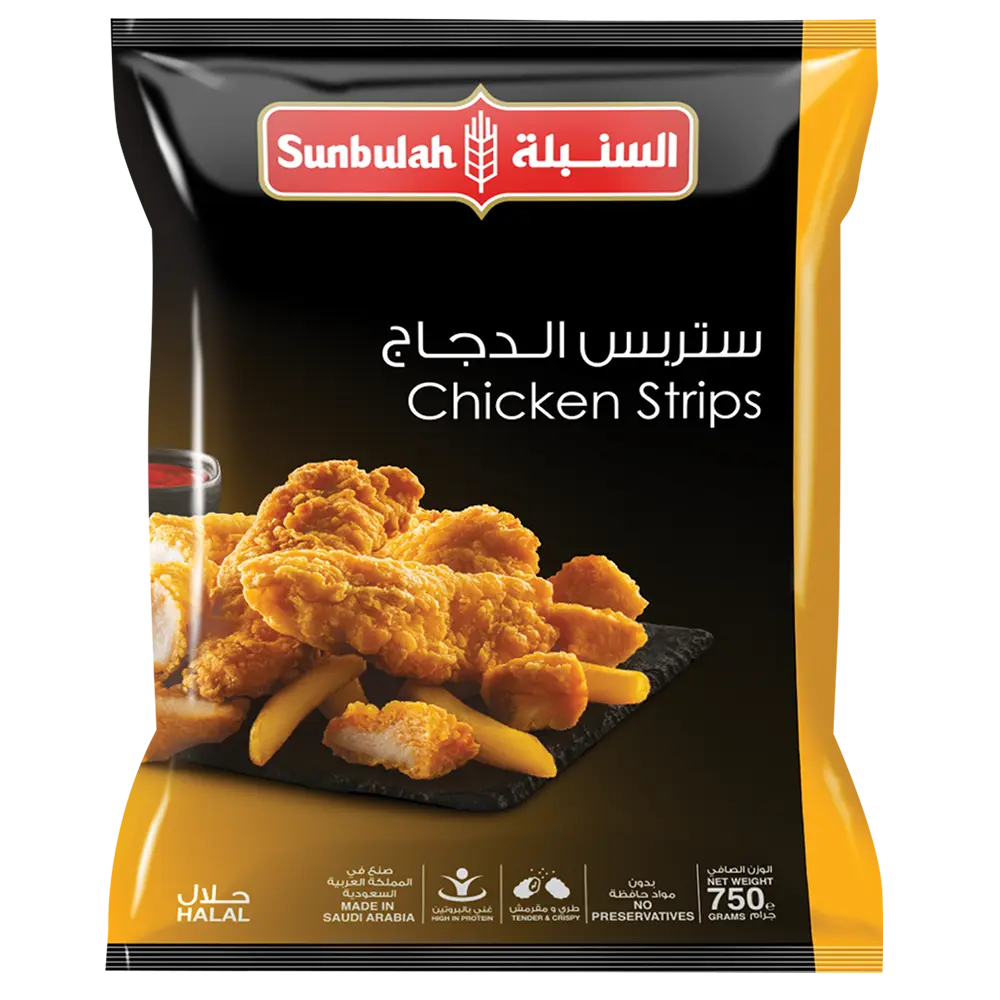 Sunbulah السنبلة
ستربس الدجاج
Chicken Strips
حلال
HALAL
صنع في
المملكة العربية
السعودية
MADE IN
SAUDI ARABIA
غني بالبروتين
HIGH IN PROTEIN
طري و مقرمش
TENDER & CRISPY
بدون
مواد حافظة
NO
PRESERVATIVES
الوزن الصافي
NET WEIGHT
750e
GRAMS جرام